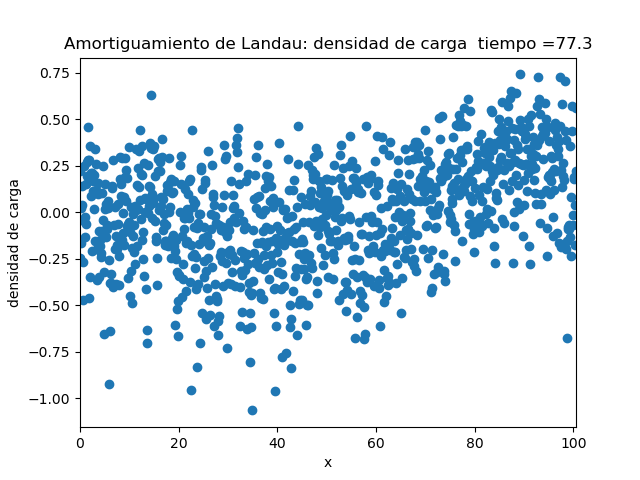 Amortiguamiento de Landau: densidad de carga  tiempo =77.3
0.75
0.50
0.25
0.00
−0.25
−0.50
−0.75
−1.00
densidad de carga
0 20 40 60 80 100
x